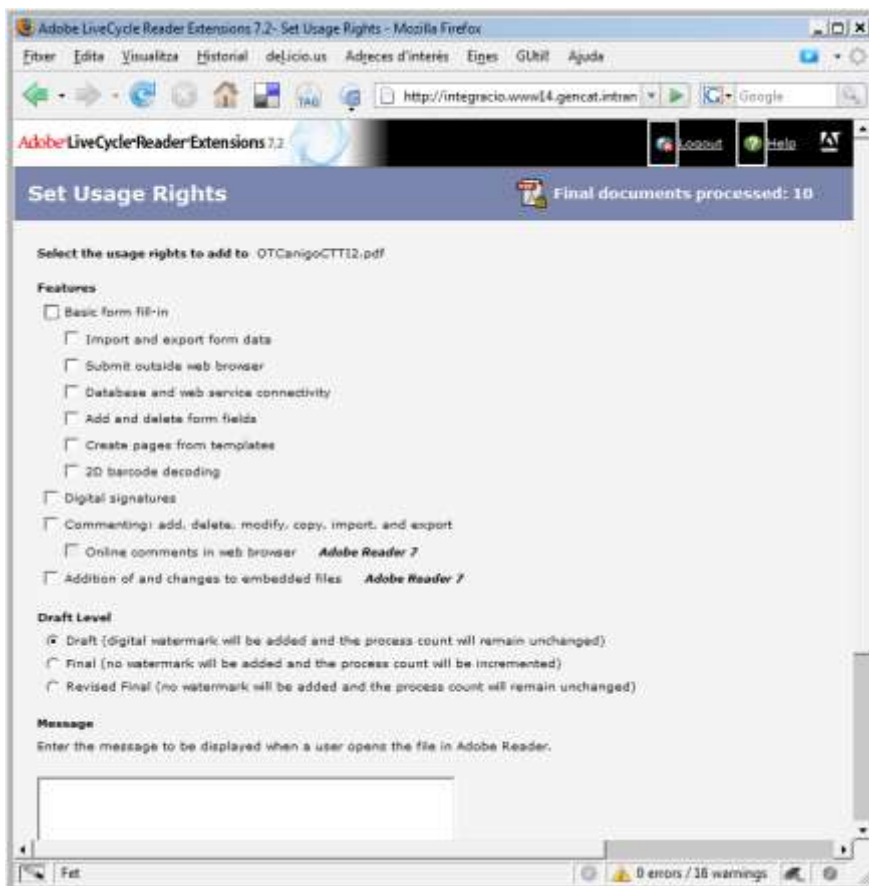 Adobe LiveCycle Reader Extensions 7.2- Set Usage Rights - Mozilla Firefox
Fitxer Edita Visualitza Historial del.icio.us Adreces d'interès Eines GUtil! Ajuda
TAG http://integracio.www14.gencat.intran G Google
Adobe LiveCycle Reader Extensions 7.2 Logout Help
Set Usage Rights Final documents processed: 10
Select the usage rights to add to OTCanigoCTTI2.pdf
Features
Basic form fill-in
Import and export form data
Submit outside web browser
Database and web service connectivity
Add and delete form fields
Create pages from templates
2D barcode decoding
Digital signatures
Commenting: add, delete, modify, copy, import, and export
Online comments in web browser Adobe Reader 7
Addition of and changes to embedded files Adobe Reader 7
Draft Level
Draft (digital watermark will be added and the process count will remain unchanged)
Final (no watermark will be added and the process count will be incremented)
Revised Final (no watermark will be added and the process count will remain unchanged)
Message
Enter the message to be displayed when a user opens the file in Adobe Reader.
Fet 0 errors / 16 warnings